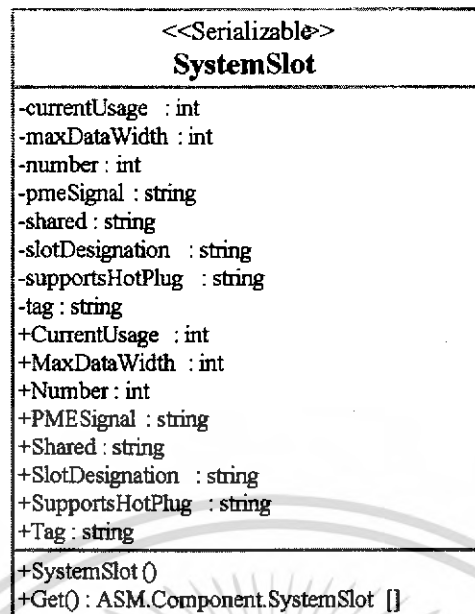 <<Serializable>>
SystemSlot
-currentUsage : int
-maxDataWidth : int
-number : int
-pmeSignal : string
-shared : string
-slotDesignation : string
-supportsHotPlug : string
-tag : string
+CurrentUsage : int
+MaxDataWidth : int
+Number : int
+PMESignal : string
+Shared : string
+SlotDesignation : string
+SupportsHotPlug : string
+Tag : string
+SystemSlot ()
+Get() : ASM.Component.SystemSlot []